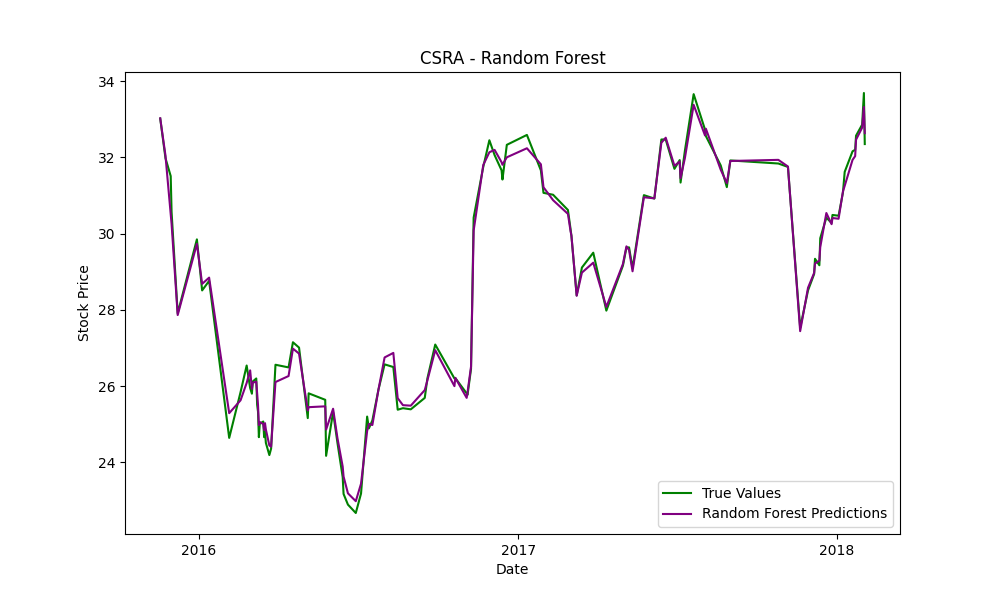 CSRA - Random Forest
Stock Price
34
32
30
28
26
24
2016
2017
2018
Date
True Values
Random Forest Predictions